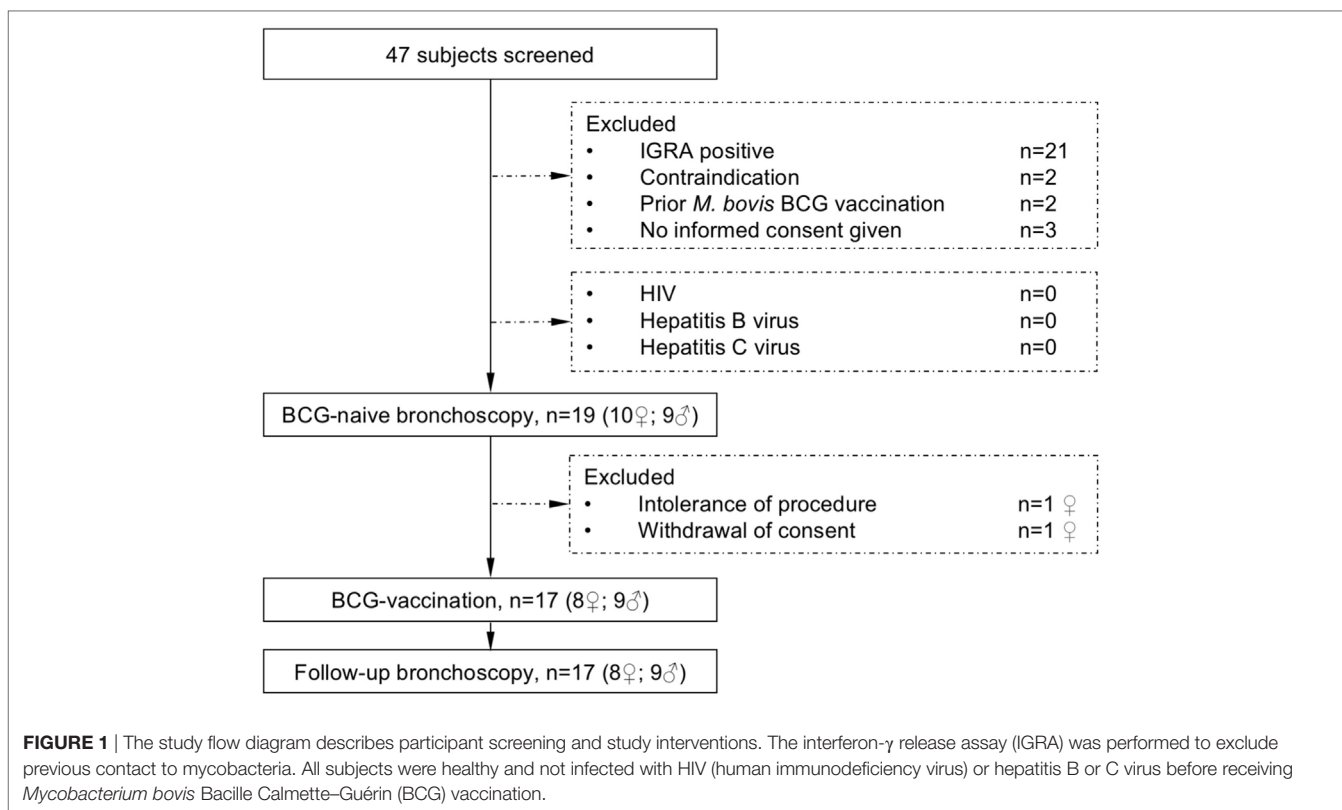 47 subjects screened
Excluded
• IGRA positive n=21
• Contraindication n=2
• Prior M. bovis BCG vaccination n=2
• No informed consent given n=3
• HIV n=0
• Hepatitis B virus n=0
• Hepatitis C virus n=0
BCG-naive bronchoscopy, n=19 (10♀; 9♂)
Excluded
• Intolerance of procedure n=1 ♀
• Withdrawal of consent n=1 ♀
BCG-vaccination, n=17 (8♀; 9♂)
Follow-up bronchoscopy, n=17 (8♀; 9♂)
FIGURE 1 | The study flow diagram describes participant screening and study interventions. The interferon-γ release assay (IGRA) was performed to exclude
previous contact to mycobacteria. All subjects were healthy and not infected with HIV (human immunodeficiency virus) or hepatitis B or C virus before receiving
Mycobacterium bovis Bacille Calmette–Guérin (BCG) vaccination.